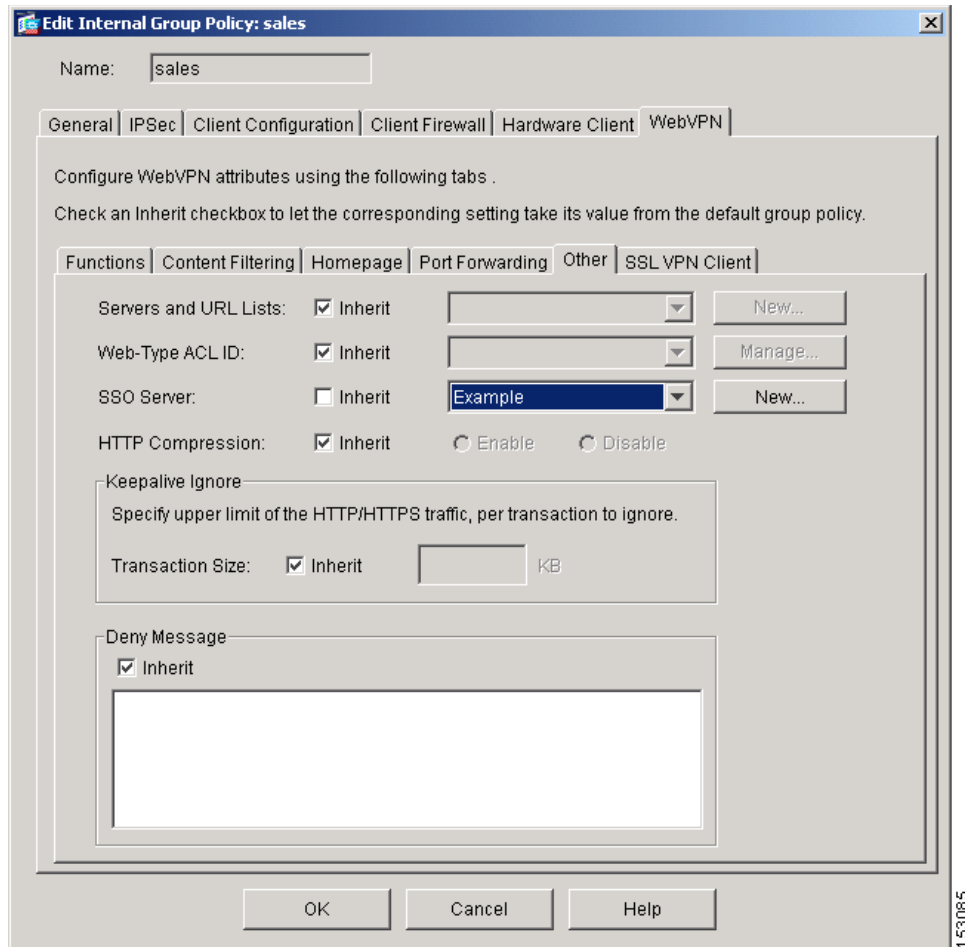 Edit Internal Group Policy: sales
Name: sales
General IPSec Client Configuration Client Firewall Hardware Client WebVPN
Configure WebVPN attributes using the following tabs .
Check an Inherit checkbox to let the corresponding setting take its value from the default group policy.
Functions Content Filtering Homepage Port Forwarding Other SSL VPN Client
Servers and URL Lists: Inherit New...
Web-Type ACL ID: Inherit Manage...
SSO Server: Inherit Example New...
HTTP Compression: Inherit Enable Disable
Keepalive Ignore
Specify upper limit of the HTTP/HTTPS traffic, per transaction to ignore.
Transaction Size: Inherit KB
Deny Message
Inherit
OK Cancel Help
153085